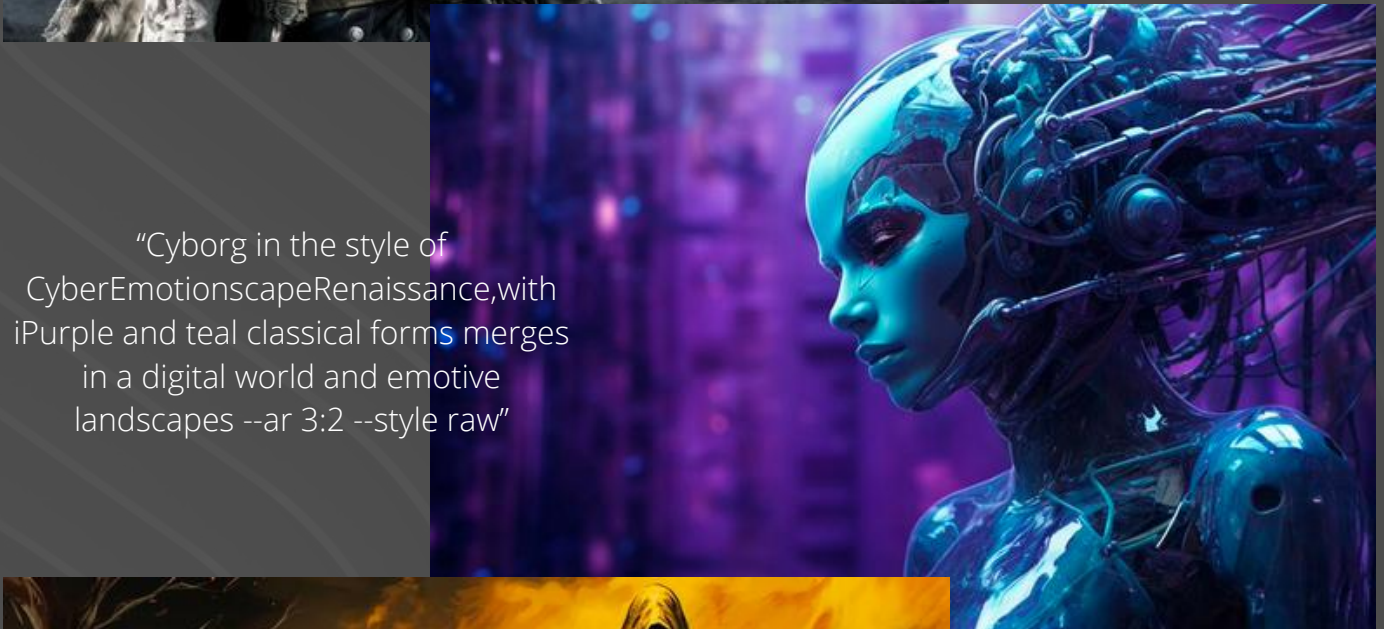 “Cyborg in the style of
CyberEmotionscapeRenaissance,with
iPurple and teal classical forms merges
in a digital world and emotive
landscapes --ar 3:2 --style raw”